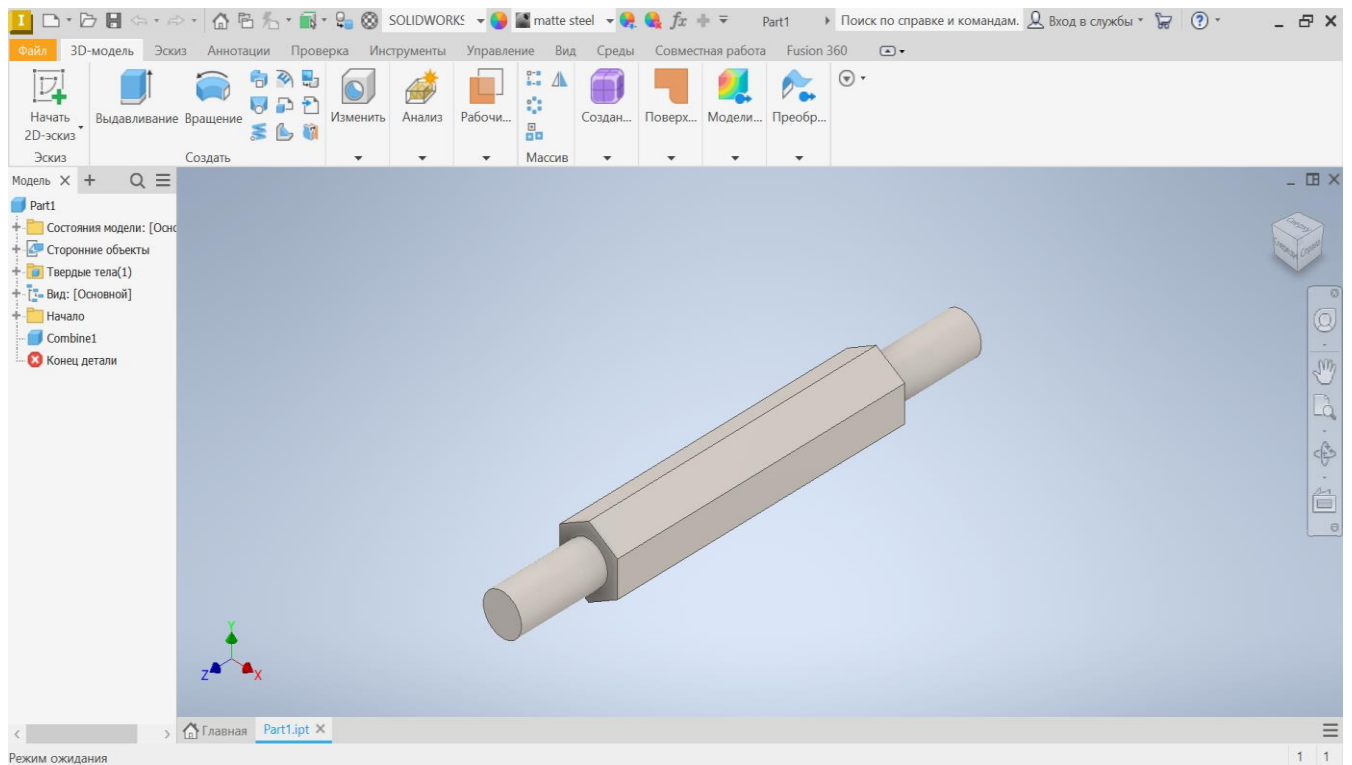 SOLIDWORKS matte steel fx Part1 Поиск по справке и командам. Вход в службы
Файл 3D-модель Эскиз Аннотации Проверка Инструменты Управление Вид Среды Совместная работа Fusion 360
Начать 2D-эскиз
Выдавливание Вращение Изменить Анализ Рабочи... Создан... Поверх... Модели... Преобр...
Эскиз Создать Массив
Модель
Part1
Состояния модели: [Осно
Сторонние объекты
Твердые тела(1)
Вид: [Основной]
Начало
Combine1
Конец детали
Сверху
Справа
Y
Z X
Главная Part1.ipt
Режим ожидания 1 1